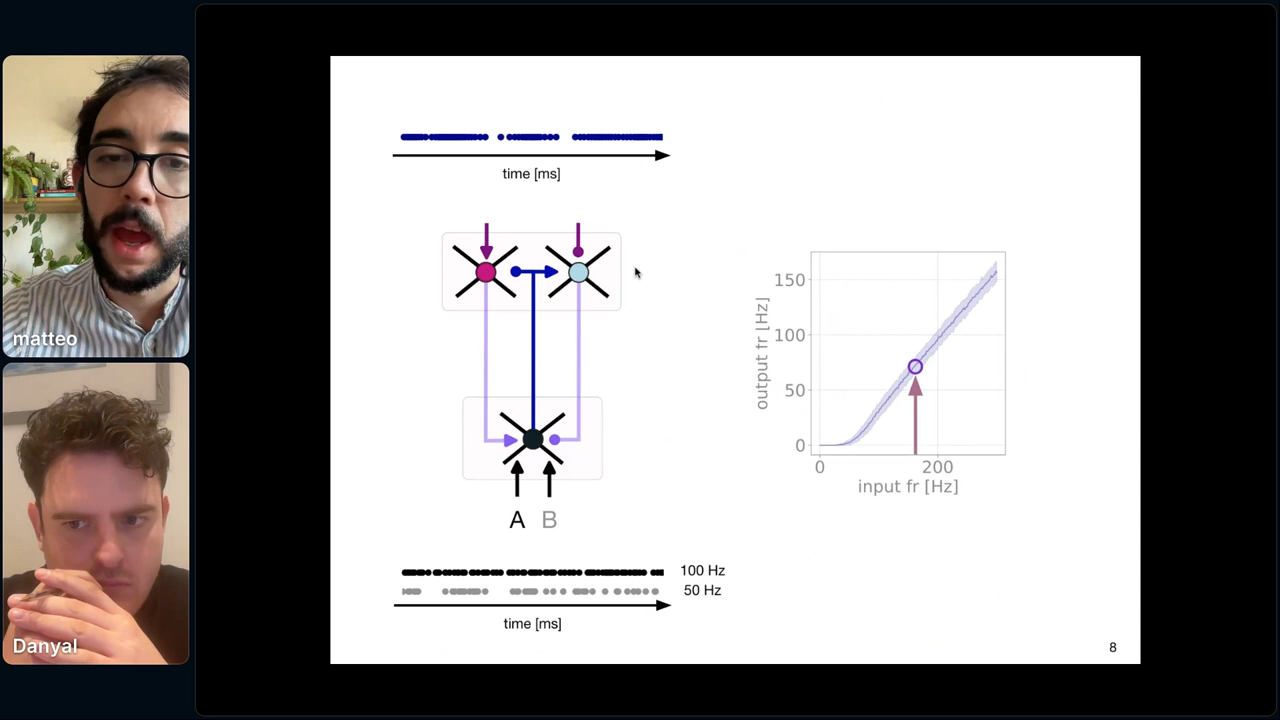 matteo
Danyal
time [ms]
A B
100 Hz
50 Hz
time [ms]
output fr [Hz]
150
100
50
0
0 200
input fr [Hz]
8